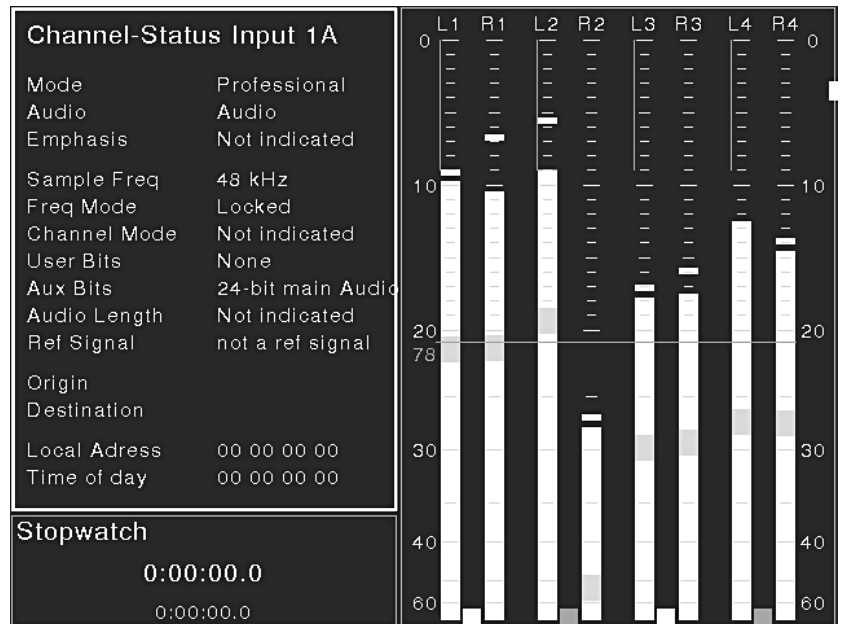 Channel-Status Input 1A
Mode Professional
Audio Audio
Emphasis Not indicated
Sample Freq 48 kHz
Freq Mode Locked
Channel Mode Not indicated
User Bits None
Aux Bits 24-bit main Audio
Audio Length Not indicated
Ref Signal not a ref signal
Origin
Destination
Local Adress 00 00 00 00
Time of day 00 00 00 00
Stopwatch
0:00:00.0
0:00:00.0
L1 R1 L2 R2 L3 R3 L4 R4
0 0
10 10
20 20
78
30 30
40 40
60 60